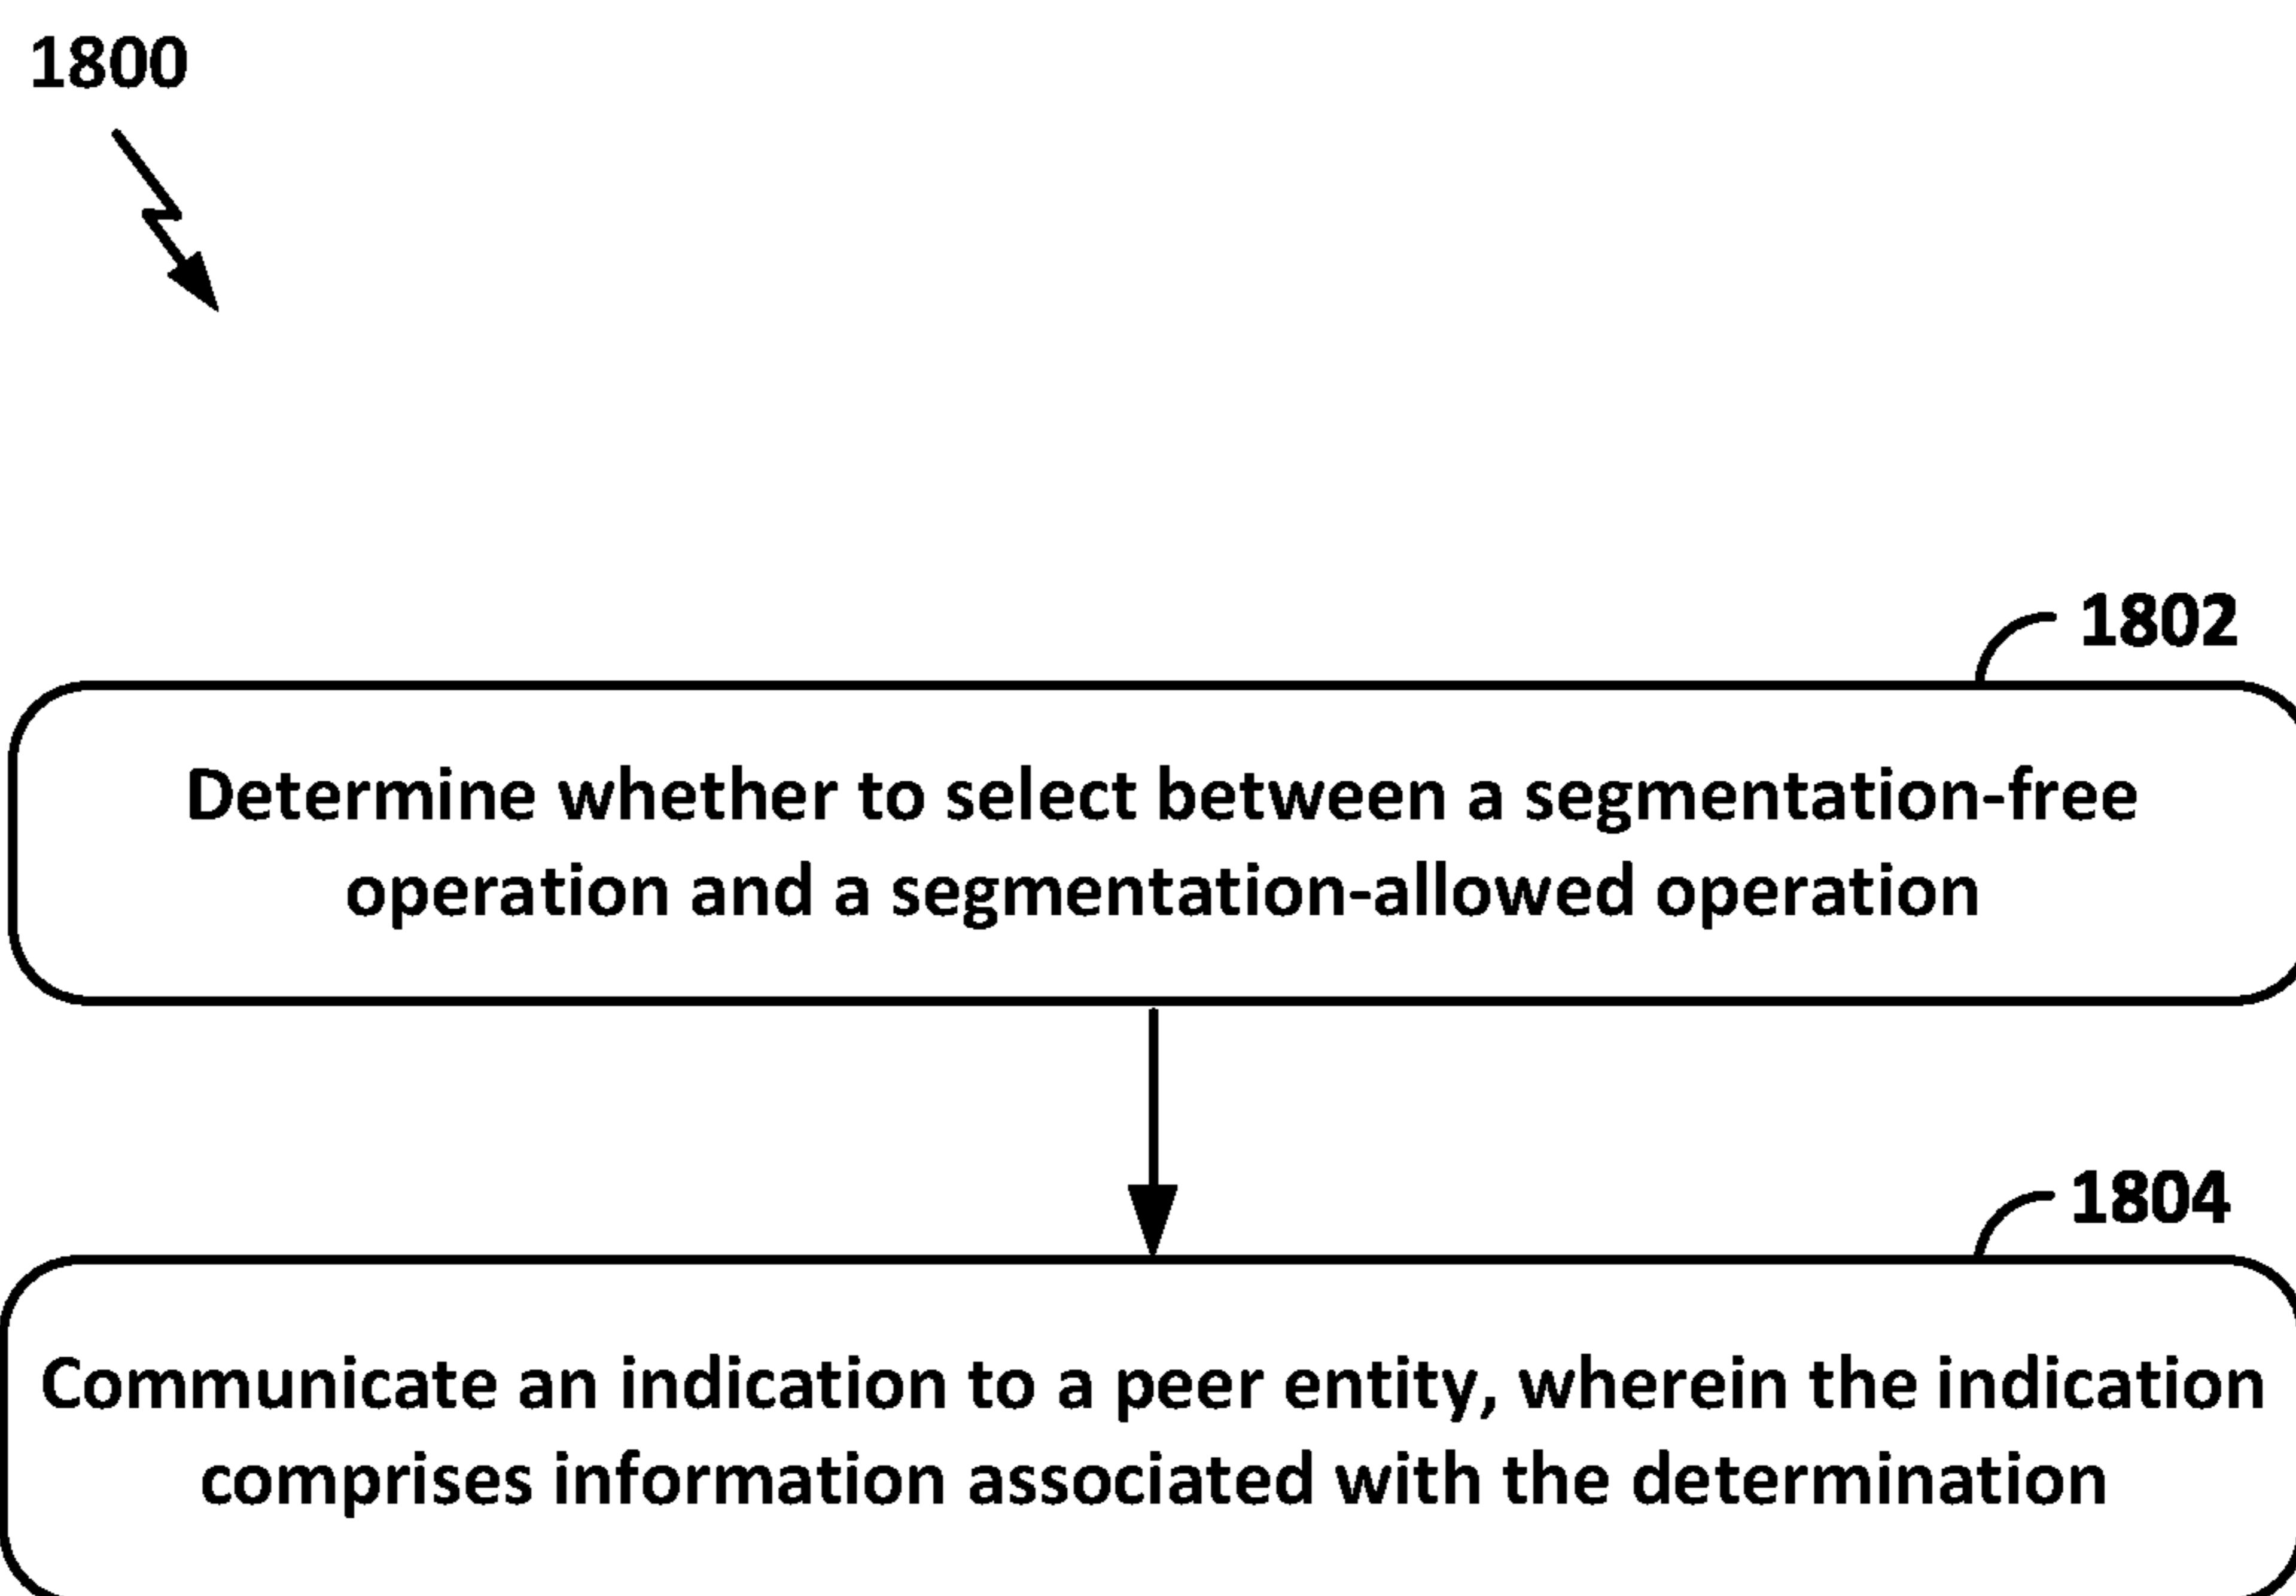 1800
1802
Determine whether to select between a segmentation-free
operation and a segmentation-allowed operation
1804
Communicate an indication to a peer entity, wherein the indication
comprises information associated with the determination